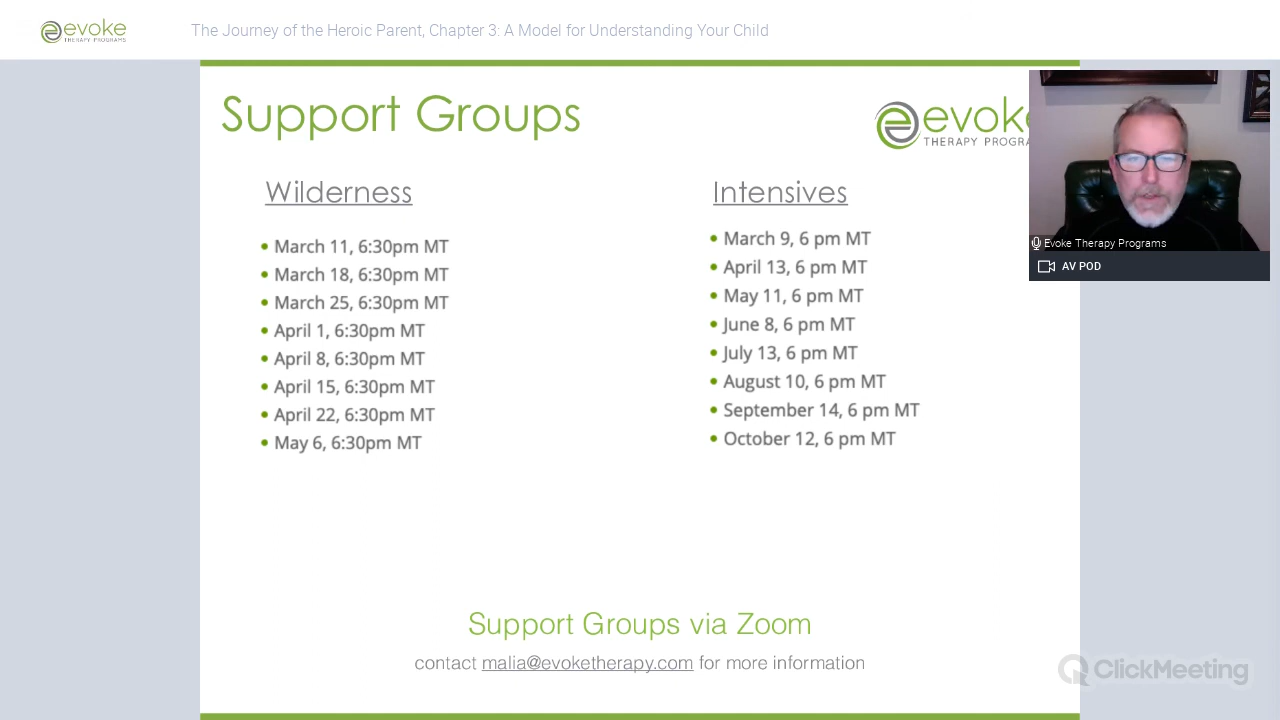 evoke
THERAPY PROGRAMS
The Journey of the Heroic Parent, Chapter 3: A Model for Understanding Your Child
Support Groups
evoke
THERAPY PROGRA
Wilderness
• March 11, 6:30pm MT
• March 18, 6:30pm MT
• March 25, 6:30pm MT
• April 1, 6:30pm MT
• April 8, 6:30pm MT
• April 15, 6:30pm MT
• April 22, 6:30pm MT
• May 6, 6:30pm MT
Intensives
• March 9, 6 pm MT
• April 13, 6 pm MT
• May 11, 6 pm MT
• June 8, 6 pm MT
• July 13, 6 pm MT
• August 10, 6 pm MT
• September 14, 6 pm MT
• October 12, 6 pm MT
Evoke Therapy Programs
AV POD
Support Groups via Zoom
contact malia@evoketherapy.com for more information
ClickMeeting